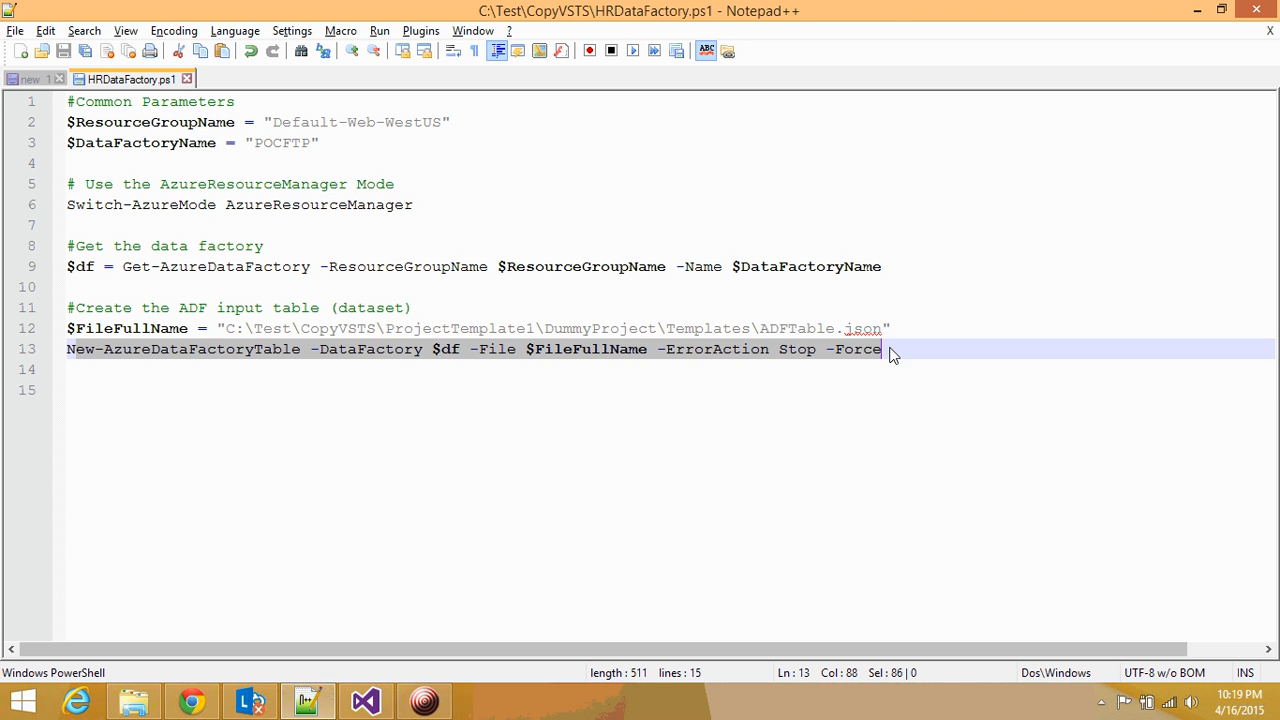 C:\Test\CopyVSTS\HRDataFactory.ps1 - Notepad++
File Edit Search View Encoding Language Settings Macro Run Plugins Window ? X
ABC
new 1 HRDataFactory.ps1
1 #Common Parameters
2 $ResourceGroupName = "Default-Web-WestUS"
3 $DataFactoryName = "POCFTP"
4
5 # Use the AzureResourceManager Mode
6 Switch-AzureMode AzureResourceManager
7
8 #Get the data factory
9 $df = Get-AzureDataFactory -ResourceGroupName $ResourceGroupName -Name $DataFactoryName
10
11 #Create the ADF input table (dataset)
12 $FileFullName = "C:\Test\CopyVSTS\ProjectTemplate1\DummyProject\Templates\ADFTable.json"
13 New-AzureDataFactoryTable -DataFactory $df -File $FileFullName -ErrorAction Stop -Force
14
15
Windows PowerShell length : 511 lines : 15 Ln : 13 Col : 88 Sel : 86 | 0 Dos\Windows UTF-8 w/o BOM INS
10:19 PM
4/16/2015